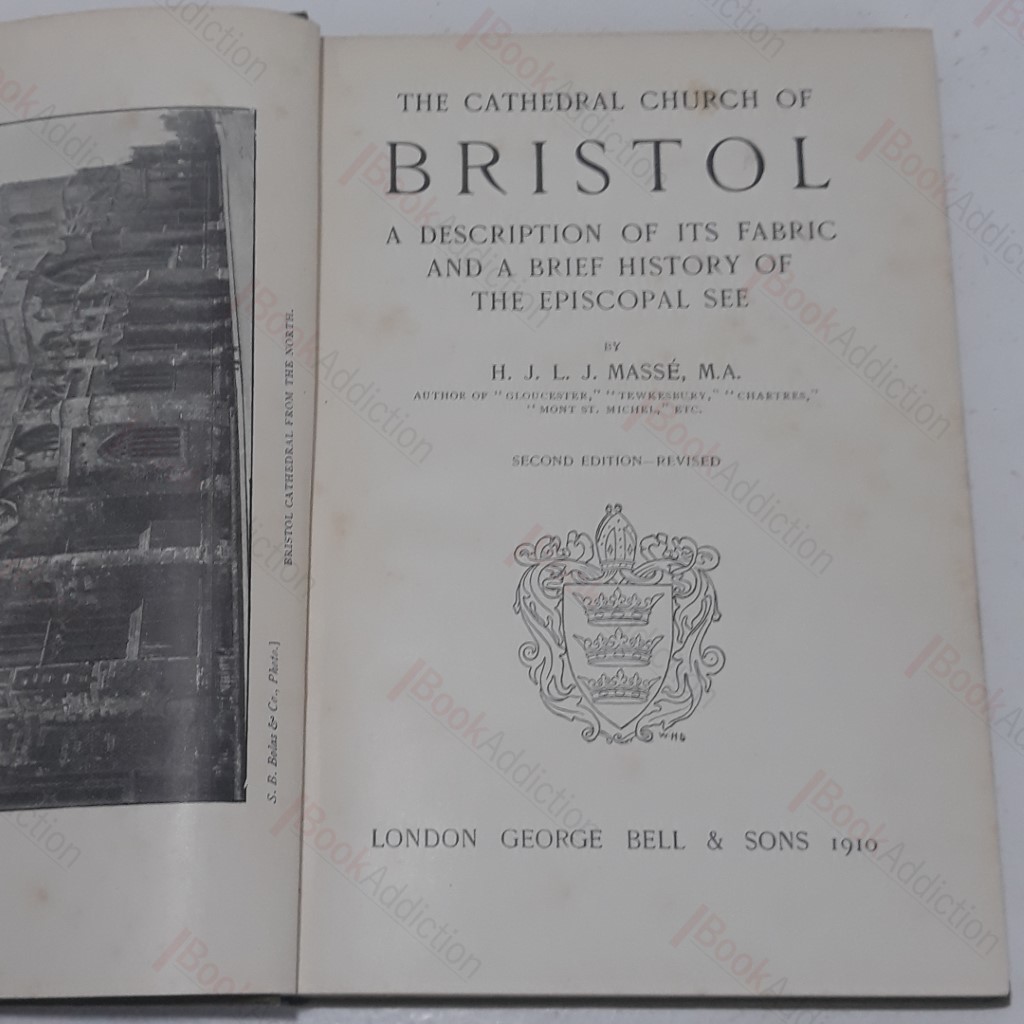 BRISTOL CATHEDRAL FROM THE NORTH.
S. B. Bolas & Co., Photo.]
THE CATHEDRAL CHURCH OF
BRISTOL
A DESCRIPTION OF ITS FABRIC
AND A BRIEF HISTORY OF
THE EPISCOPAL SEE
BY
H. J. L. J. MASSÉ, M.A.
AUTHOR OF "GLOUCESTER," "TEWKESBURY," "CHARTRES,"
"MONT ST. MICHEL," ETC.
SECOND EDITION—REVISED
WHG
LONDON GEORGE BELL & SONS 1910
BookAddiction